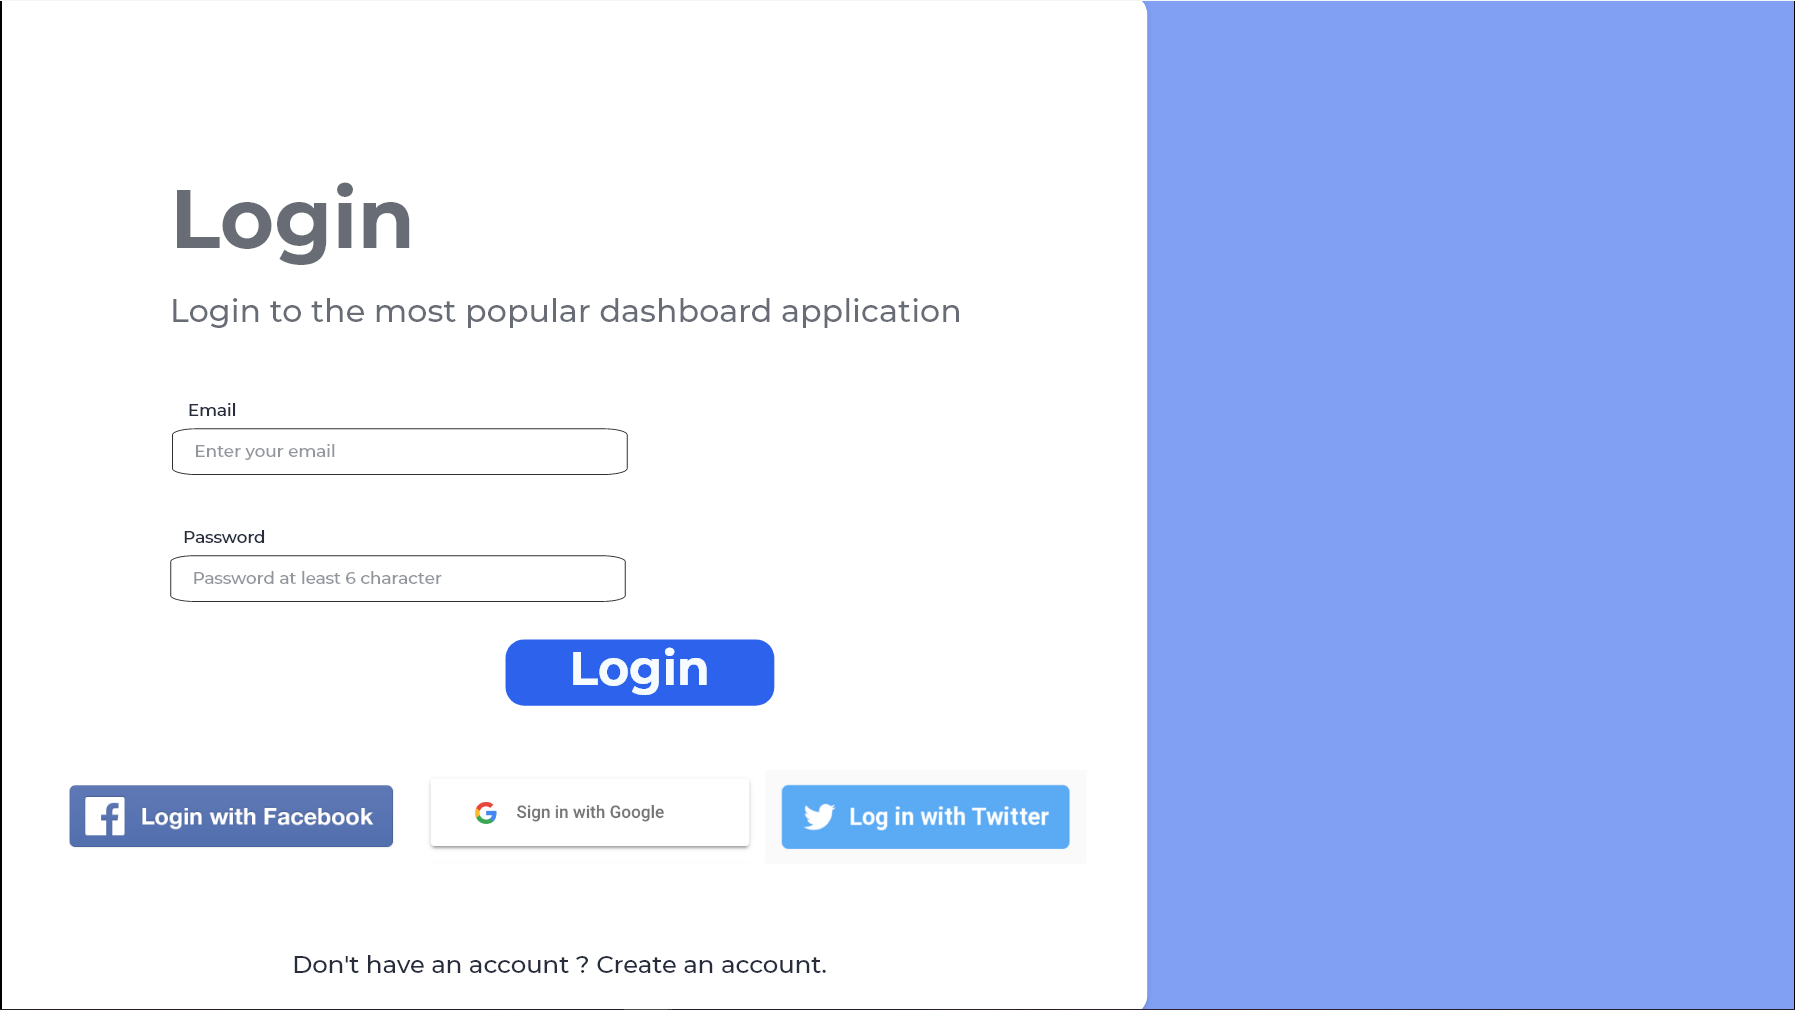 Login
Login to the most popular dashboard application
Email
Enter your email
Password
Password at least 6 character
Login
Login with Facebook
Sign in with Google
Log in with Twitter
Don't have an account ? Create an account.